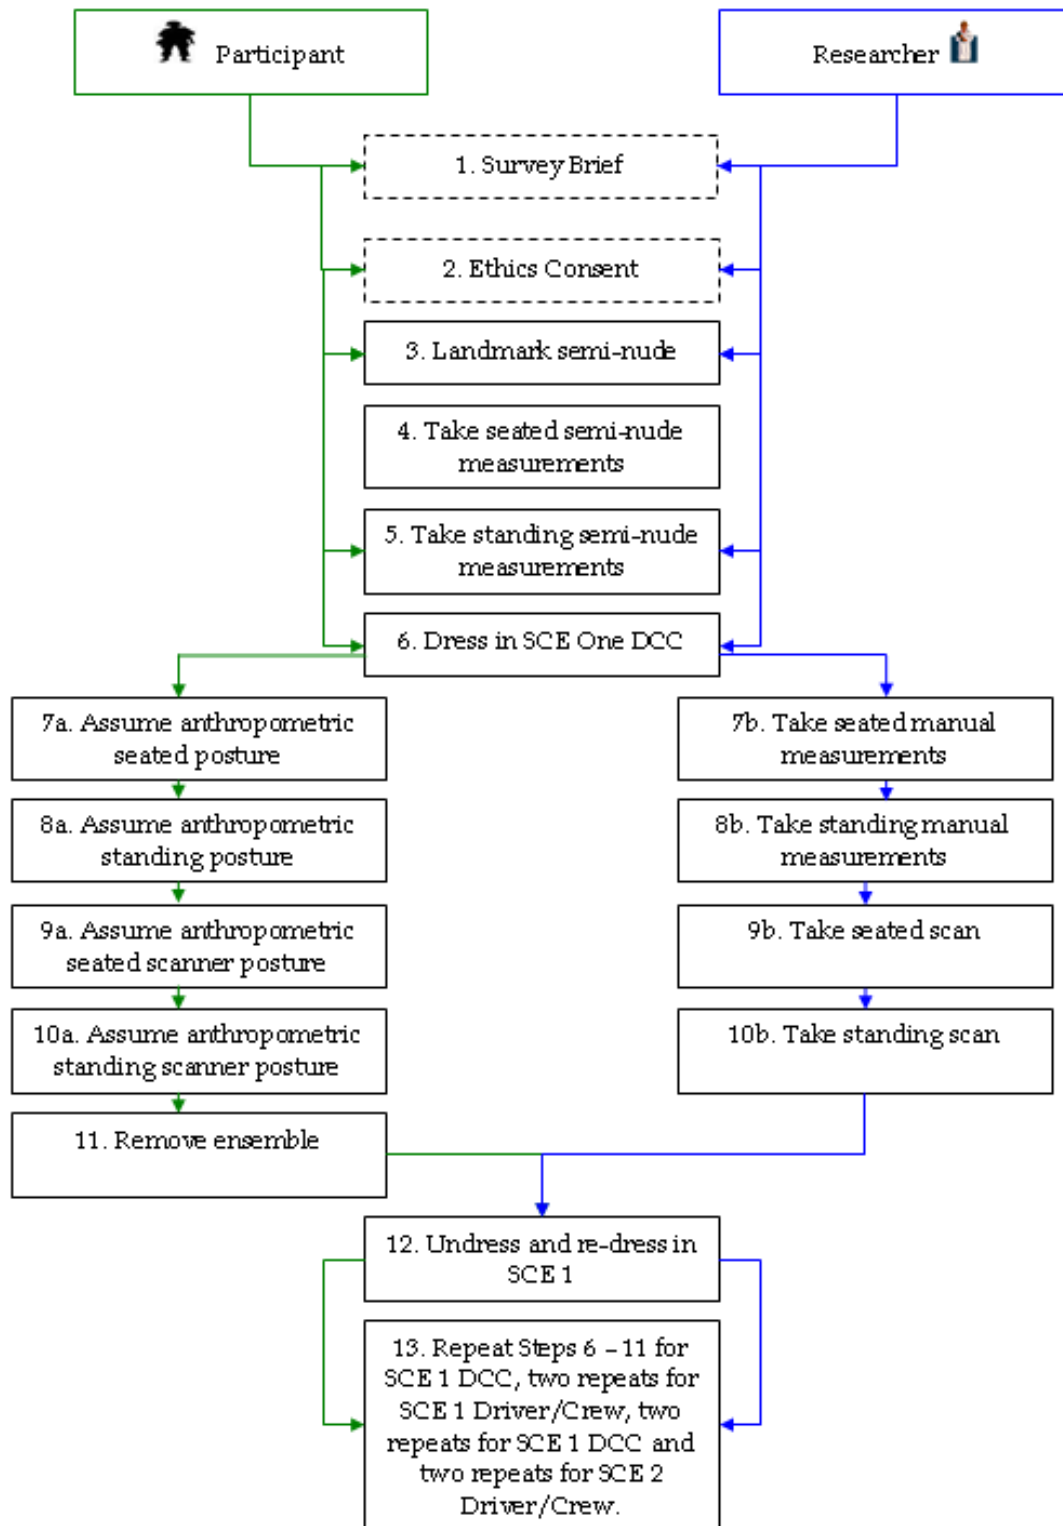 Participant
Researcher
1. Survey Brief
2. Ethics Consent
3. Landmark semi-nude
4. Take seated semi-nude
measurements
5. Take standing semi-nude
measurements
6. Dress in SCE One DCC
7a. Assume anthropometric
seated posture
7b. Take seated manual
measurements
8a. Assume anthropometric
standing posture
8b. Take standing manual
measurements
9a. Assume anthropometric
seated scanner posture
9b. Take seated scan
10a. Assume anthropometric
standing scanner posture
10b. Take standing scan
11. Remove ensemble
12. Undress and re-dress in
SCE 1
13. Repeat Steps 6 – 11 for
SCE 1 DCC, two repeats for
SCE 1 Driver/Crew, two
repeats for SCE 1 DCC and
two repeats for SCE 2
Driver/Crew.